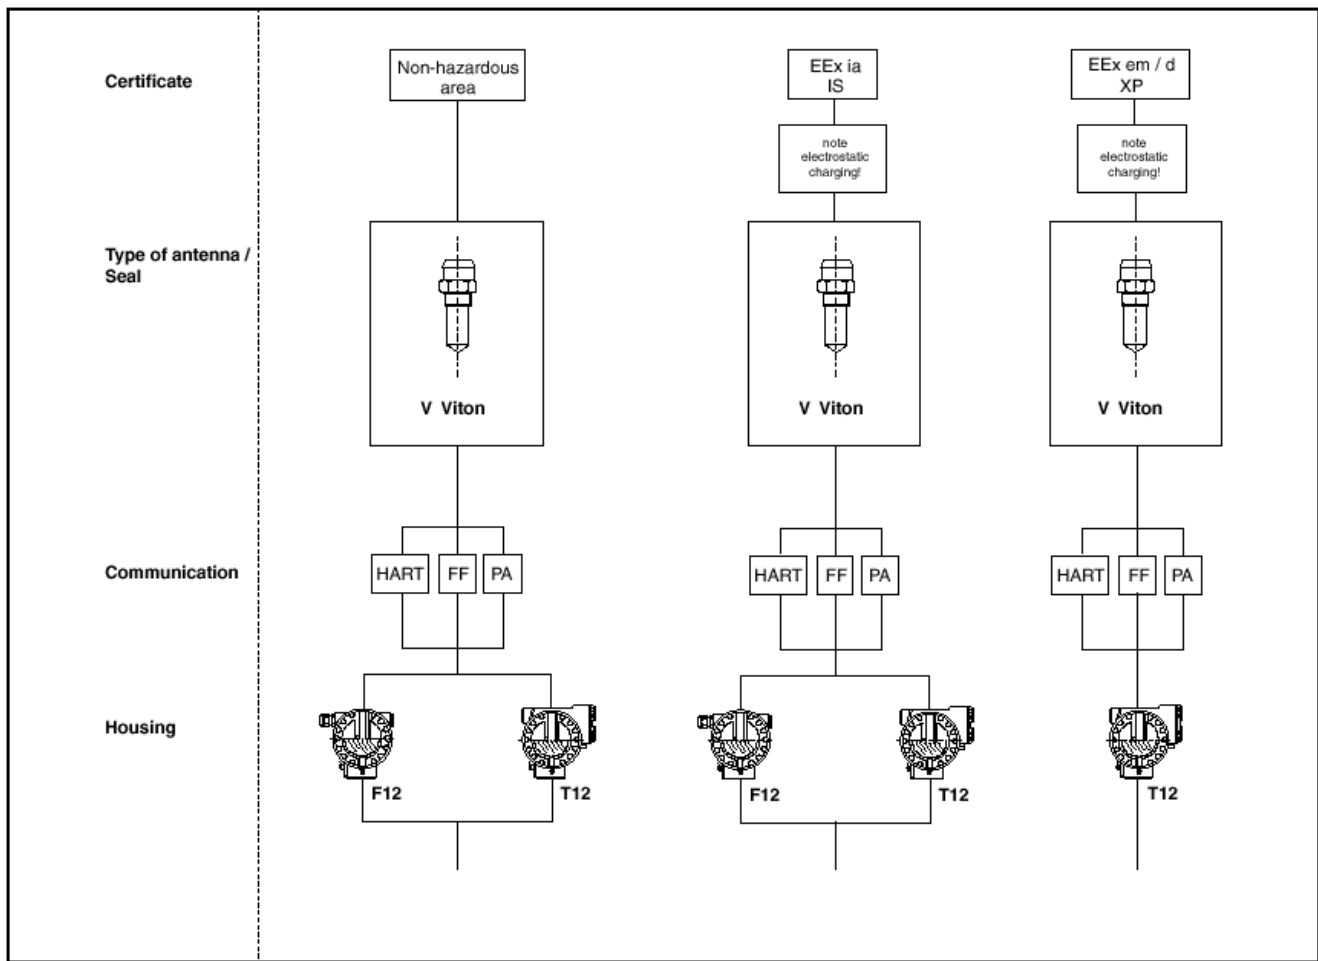 Certificate
Non-hazardous
area
EEx ia
IS
EEx em / d
XP
note
electrostatic
charging!
note
electrostatic
charging!
Type of antenna /
Seal
V Viton
V Viton
V Viton
Communication
HART FF PA
HART FF PA
HART FF PA
Housing
F12
T12
F12
T12
T12